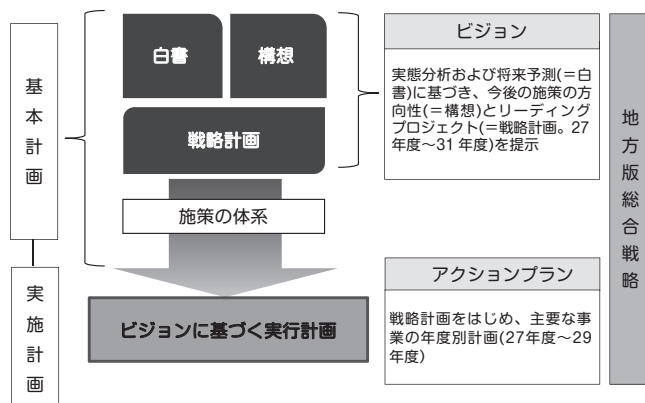 基本計画
実施計画
白書
構想
戦略計画
施策の体系
ビジョンに基づく実行計画
ビジョン
実態分析および将来予測(=白
書)に基づき、今後の施策の方
向性(=構想)とリーディング
プロジェクト(=戦略計画。27
年度～31 年度)を提示
アクションプラン
戦略計画をはじめ、主要な事
業の年度別計画(27年度～29
年度)
地方版総合戦略